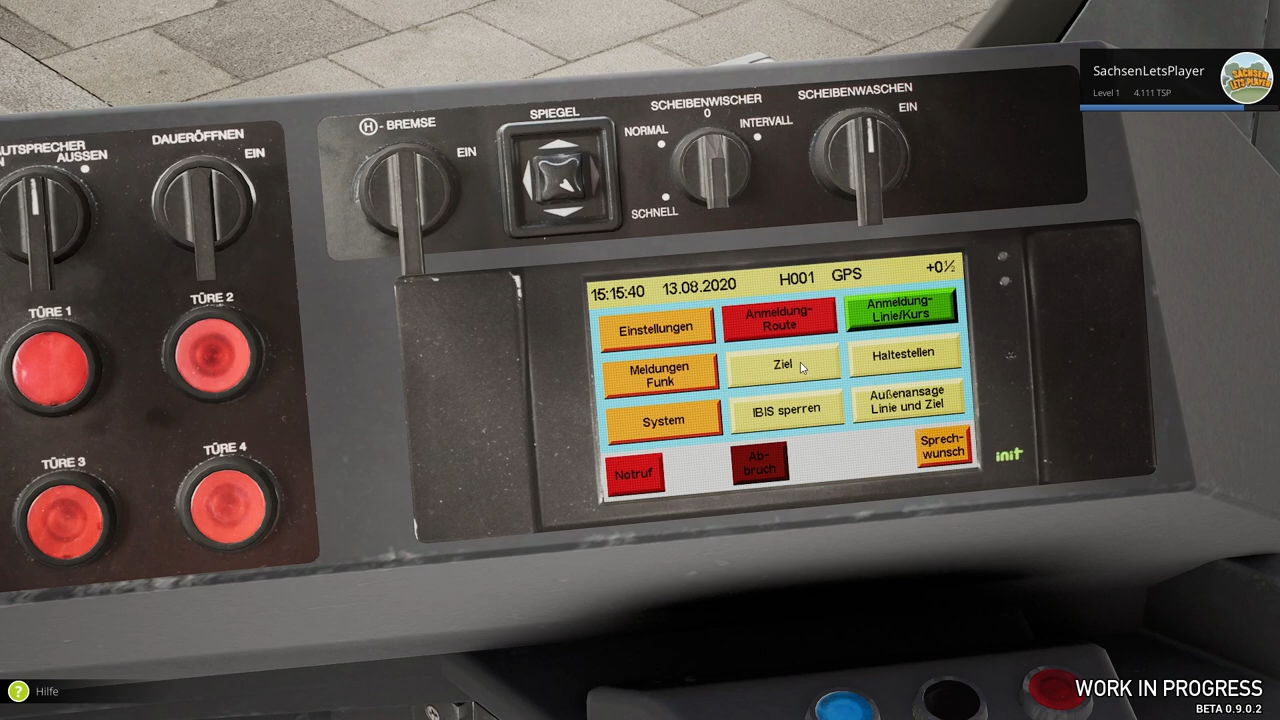 SachsenLetsPlayer
Level 1 4.111 TSP
SACHSEN
LETS PLAYER
AUSSEN
DAUERÖFFNEN
EIN
H - BREMSE
EIN
SPIEGEL
SCHEIBENWISCHER
0
NORMAL
INTERVALL
SCHNELL
SCHEIBENWASCHEN
EIN
TÜRE 1
TÜRE 2
TÜRE 3
TÜRE 4
15:15:40 13.08.2020 H001 GPS +0½
Einstellungen
Anmeldung-
Route
Anmeldung-
Linie/Kurs
Meldungen
Funk
Ziel
Haltestellen
System
IBIS sperren
Außenansage
Linie und Ziel
Notruf
Ab-
bruch
Sprech-
wunsch
init
? Hilfe
WORK IN PROGRESS
BETA 0.9.0.2